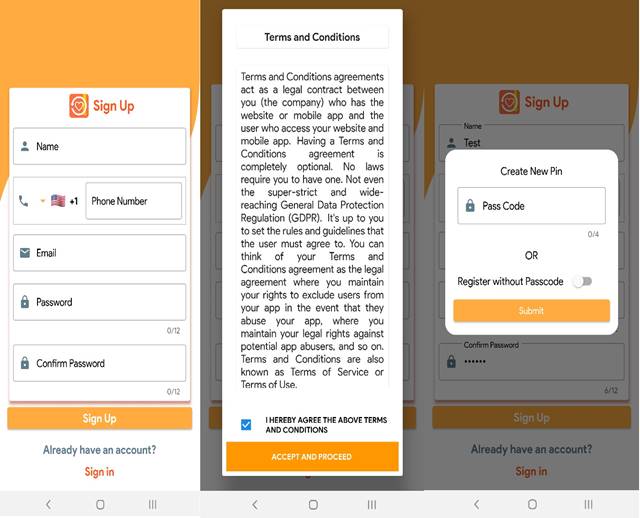 Sign Up
Name
+1 Phone Number
Email
Password
0/12
Confirm Password
0/12
Sign Up
Already have an account?
Sign in
Terms and Conditions
Terms and Conditions agreements
act as a legal contract between
you (the company) who has the
website or mobile app and the
user who access your website and
mobile app. Having a Terms and
Conditions agreement is
completely optional. No laws
require you to have one. Not even
the super-strict and wide-
reaching General Data Protection
Regulation (GDPR). It's up to you
to set the rules and guidelines that
the user must agree to. You can
think of your Terms and
Conditions agreement as the legal
agreement where you maintain
your rights to exclude users from
your app in the event that they
abuse your app, where you
maintain your legal rights against
potential app abusers, and so on.
Terms and Conditions are also
known as Terms of Service or
Terms of Use.
I HEREBY AGREE THE ABOVE TERMS
AND CONDITIONS
ACCEPT AND PROCEED
Sign Up
Name
Test
Create New Pin
Pass Code
0/4
OR
Register without Passcode
Submit
Confirm Password
••••••
6/12
Sign Up
Already have an account?
Sign in